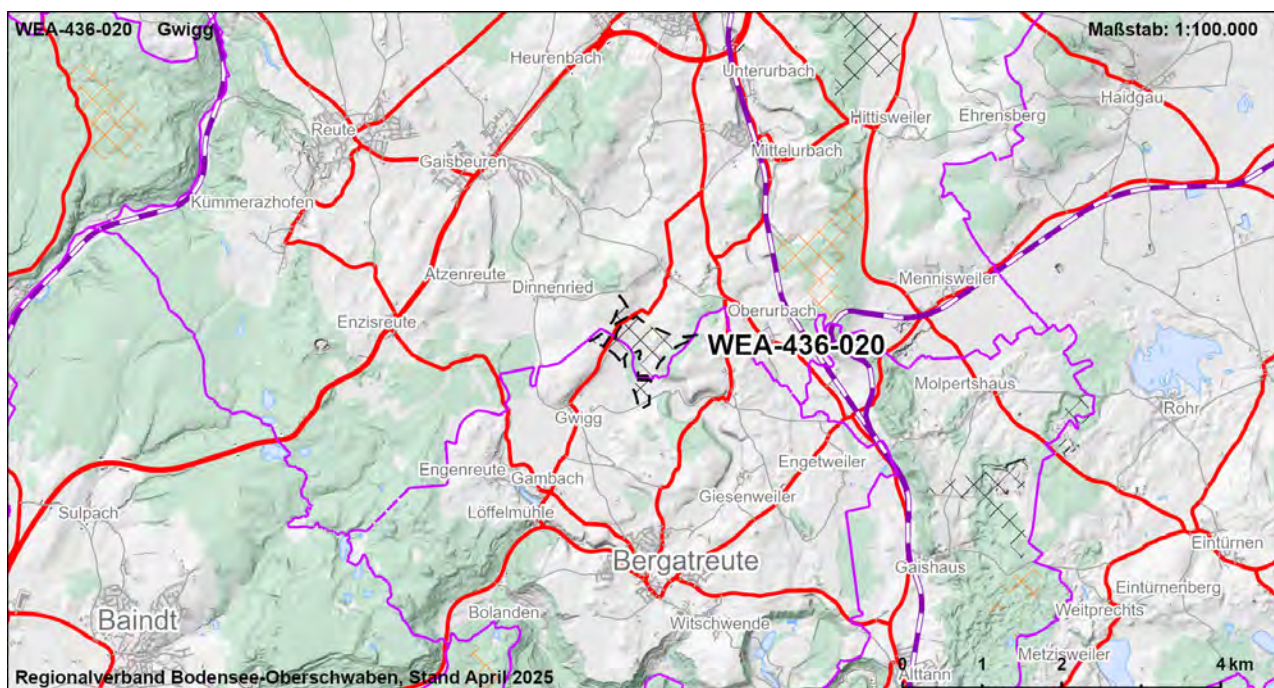 WEA-436-020 Gwigg
Maßstab: 1:100.000
Heurenbach
Unterurbach
Haidgau
Hittisweiler
Ehrensberg
Reute
Gaisbeuren
Mittelurbach
Kümmerazhofen
Atzenreute
Dinnenried
Mennisweiler
Oberurbach
Enzisreute
WEA-436-020
Molpertshaus
Rohr
Gwigg
Engenreute
Gambach
Engetweiler
Giesenweiler
Sulpach
Löffelmühle
Eintürnen
Bergatreute
Gaishaus
Eintürnenberg
Bolanden
Weitprechts
Baindt
Witschwende
Metzisweiler
0 1 2 4 km
Altann
Regionalverband Bodensee-Oberschwaben, Stand April 2025